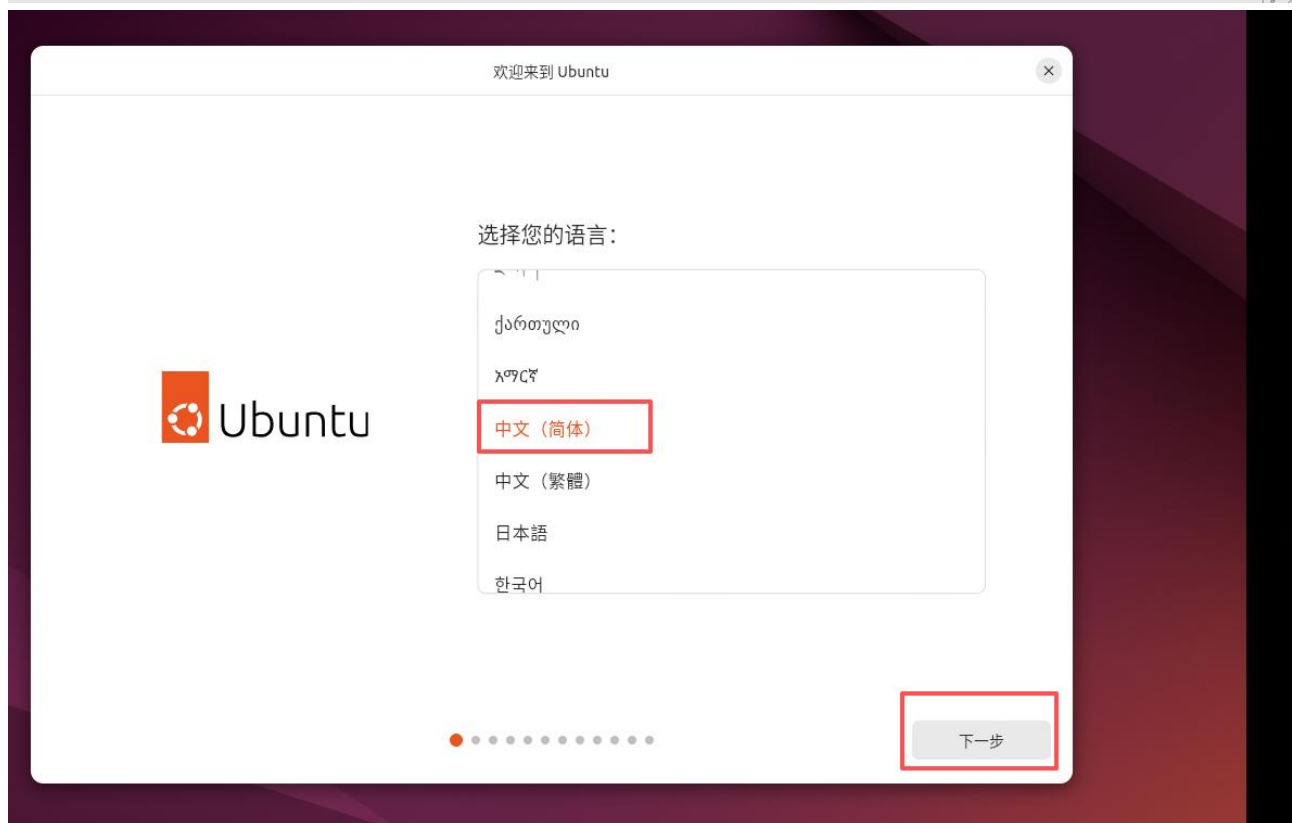 欢迎来到 Ubuntu
选择您的语言：
ქართული
አማርኛ
中文（简体）
Ubuntu
中文（繁體）
日本語
한국어
下一步